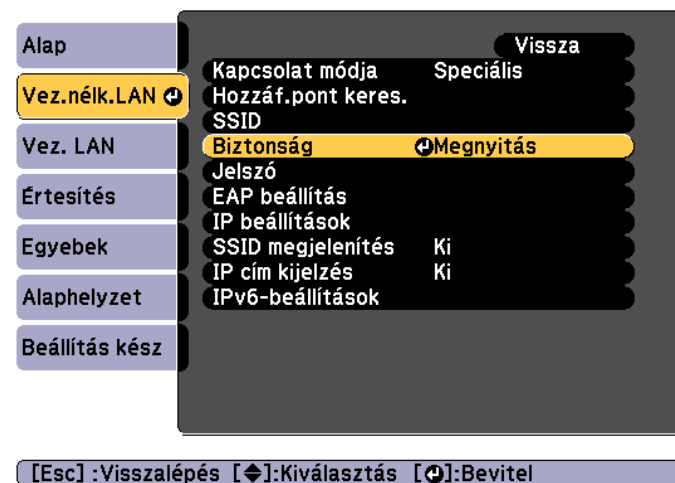 Alap
Vez.nélk.LAN
Vez. LAN
Értesítés
Egyebek
Alaphelyzet
Beállítás kész
Vissza
Kapcsolat módja Speciális
Hozzáf.pont keres.
SSID
Biztonság Megnyitás
Jelszó
EAP beállítás
IP beállítások
SSID megjelenítés Ki
IP cím kijelzés Ki
IPv6-beállítások
[Esc] :Visszalépés [◆]:Kiválasztás [⏎]:Bevitel